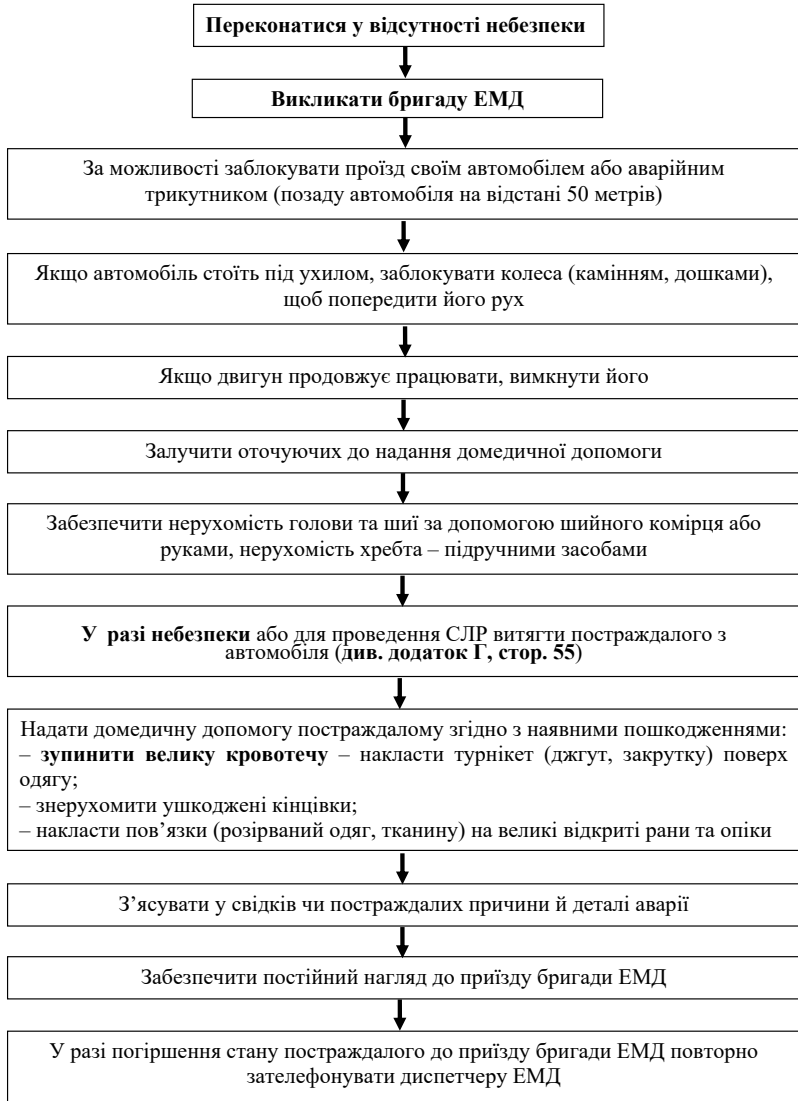 Переконатися у відсутності небезпеки
Викликати бригаду ЕМД
За можливості заблокувати проїзд своїм автомобілем або аварійним
трикутником (позаду автомобіля на відстані 50 метрів)
Якщо автомобіль стоїть під ухилом, заблокувати колеса (камінням, дошками),
щоб попередити його рух
Якщо двигун продовжує працювати, вимкнути його
Залучити оточуючих до надання домедичної допомоги
Забезпечити нерухомість голови та шиї за допомогою шийного комірця або
руками, нерухомість хребта – підручними засобами
У разі небезпеки або для проведення СЛР витягти постраждалого з
автомобіля (див. додаток Г, стор. 55)
Надати домедичну допомогу постраждалому згідно з наявними пошкодженнями:
– зупинити велику кровотечу – накласти турнікет (джгут, закрутку) поверх
одягу;
– знерухомити ушкоджені кінцівки;
– накласти пов’язки (розірваний одяг, тканину) на великі відкриті рани та опіки
З’ясувати у свідків чи постраждалих причини й деталі аварії
Забезпечити постійний нагляд до приїзду бригади ЕМД
У разі погіршення стану постраждалого до приїзду бригади ЕМД повторно
зателефонувати диспетчеру ЕМД